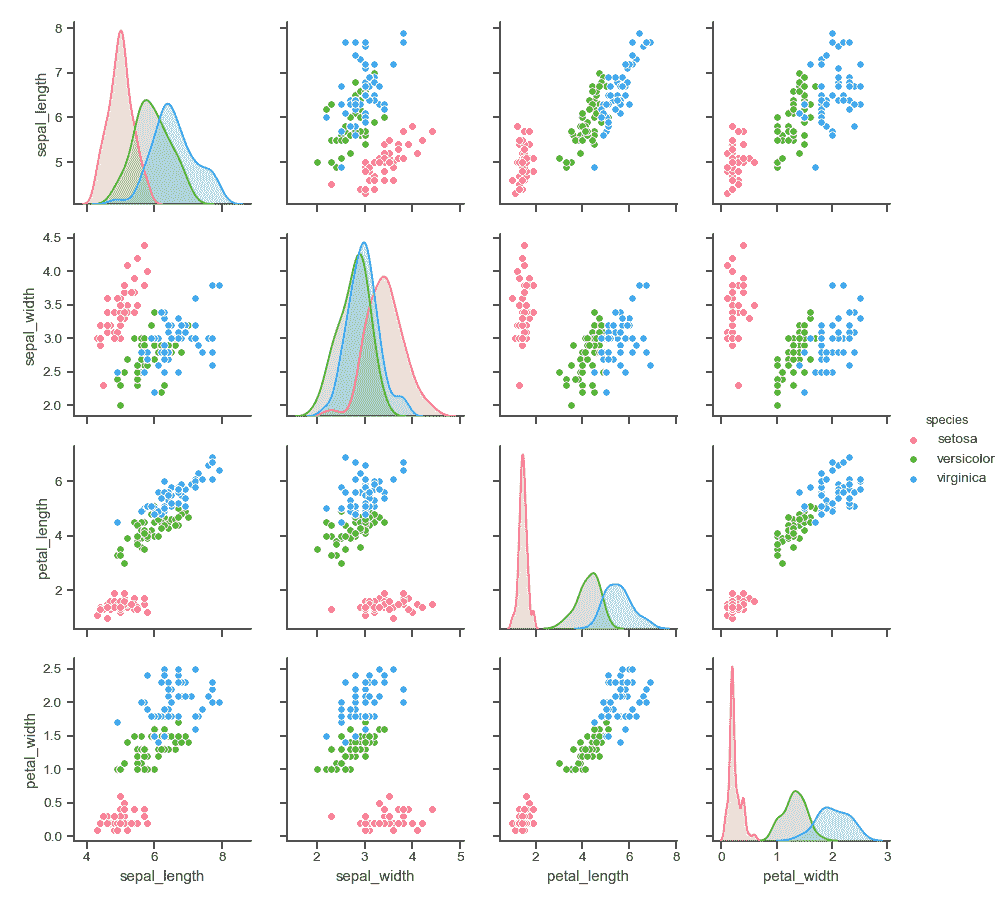 8
7
6
5
sepal_length
4.5
4.0
3.5
3.0
2.5
2.0
sepal_width
species
setosa
versicolor
virginica
6
4
2
petal_length
2.5
2.0
1.5
1.0
0.5
0.0
petal_width
4 6 8 2 3 4 5 2 4 6 8 0 1 2 3
sepal_length sepal_width petal_length petal_width